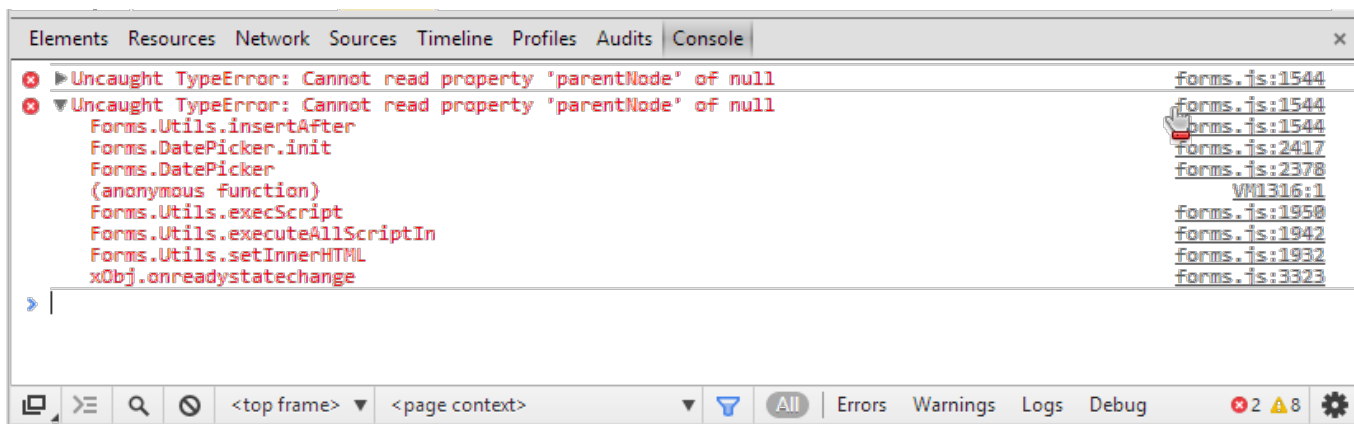 Elements Resources Network Sources Timeline Profiles Audits Console ×
Uncaught TypeError: Cannot read property 'parentNode' of null forms.js:1544
Uncaught TypeError: Cannot read property 'parentNode' of null forms.js:1544
Forms.Utils.insertAfter forms.js:1544
Forms.DatePicker.init forms.js:2417
Forms.DatePicker forms.js:2378
(anonymous function) VM1316:1
Forms.Utils.execScript forms.js:1950
Forms.Utils.executeAllScriptIn forms.js:1942
Forms.Utils.setInnerHTML forms.js:1932
xObj.onreadystatechange forms.js:3323
<top frame> <page context> All Errors Warnings Logs Debug 2 8